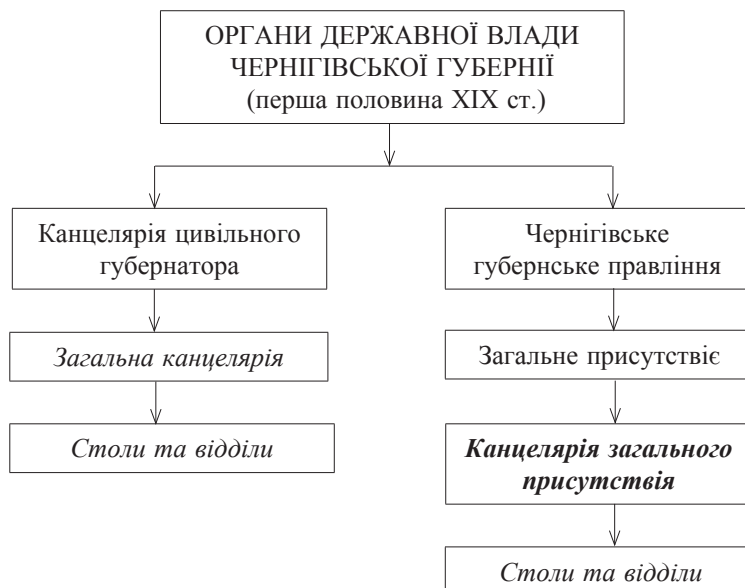 ОРГАНИ ДЕРЖАВНОЇ ВЛАДИ
ЧЕРНІГІВСЬКОЇ ГУБЕРНІЇ
(перша половина XIX ст.)
Канцелярія цивільного
губернатора
Загальна канцелярія
Столи та відділи
Чернігівське
губернське правління
Загальне присутствіє
Канцелярія загального
присутствія
Столи та відділи